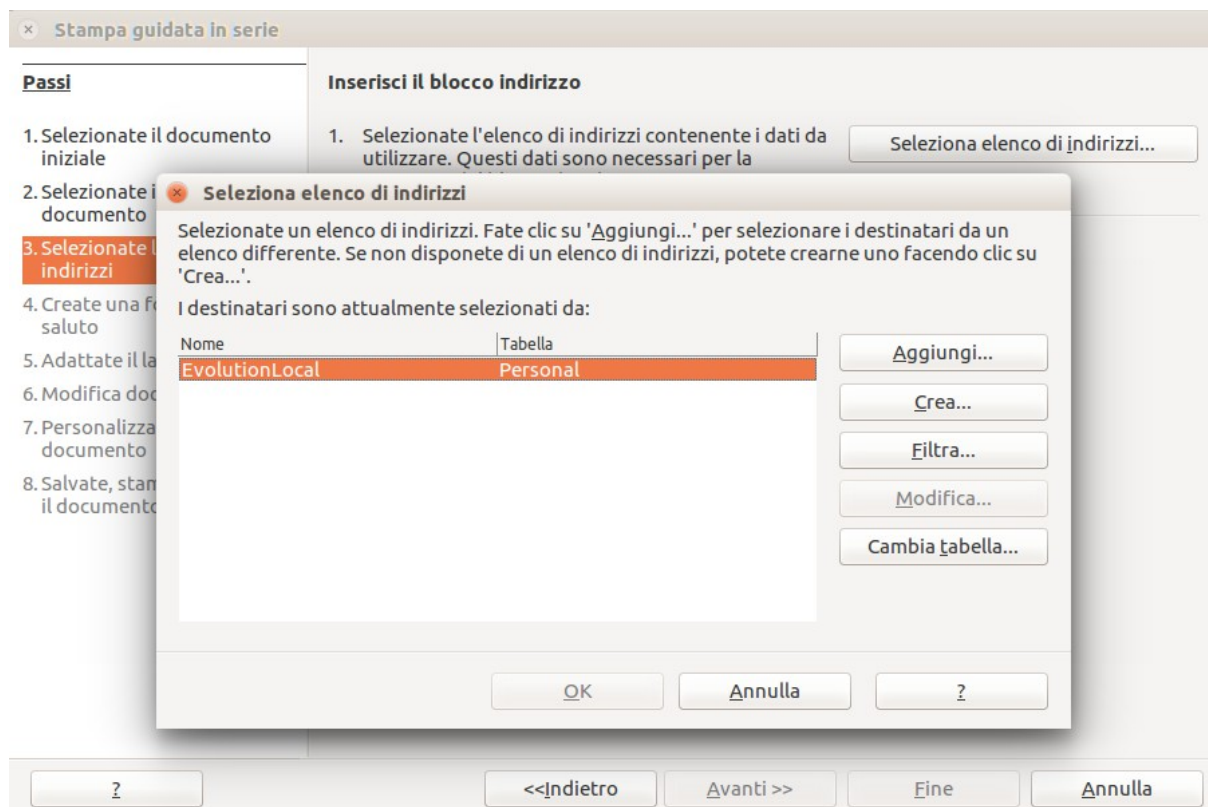 Stampa guidata in serie
Passi
1. Selezionate il documento
iniziale
2. Selezionate
documento
3. Selezionate
indirizzi
4. Create una
saluto
5. Adattate il
6. Modifica
7. Personalizza
documento
8. Salvate,
il documento
Inserisci il blocco indirizzo
1. Selezionate l'elenco di indirizzi contenente i dati da
utilizzare. Questi dati sono necessari per la
Seleziona elenco di indirizzi...
Seleziona elenco di indirizzi
Selezionate un elenco di indirizzi. Fate clic su 'Aggiungi...' per selezionare i destinatari da un
elenco differente. Se non disponete di un elenco di indirizzi, potete crearne uno facendo clic su
'Crea...'.
I destinatari sono attualmente selezionati da:
Nome Tabella
EvolutionLocal Personal
Aggiungi...
Crea...
Filtra...
Modifica...
Cambia tabella...
OK Annulla ?
? <<Indietro Avanti >> Fine Annulla